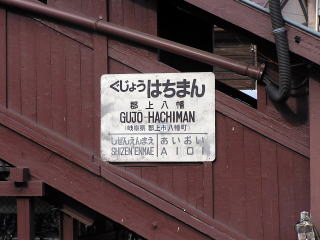 ぐじょうはちまん
郡上八幡
GUJO HACHIMAN
岐阜県 郡上市八幡町
しぜんえんまえ あいおい
SHIZEN'ENMAE AIOI